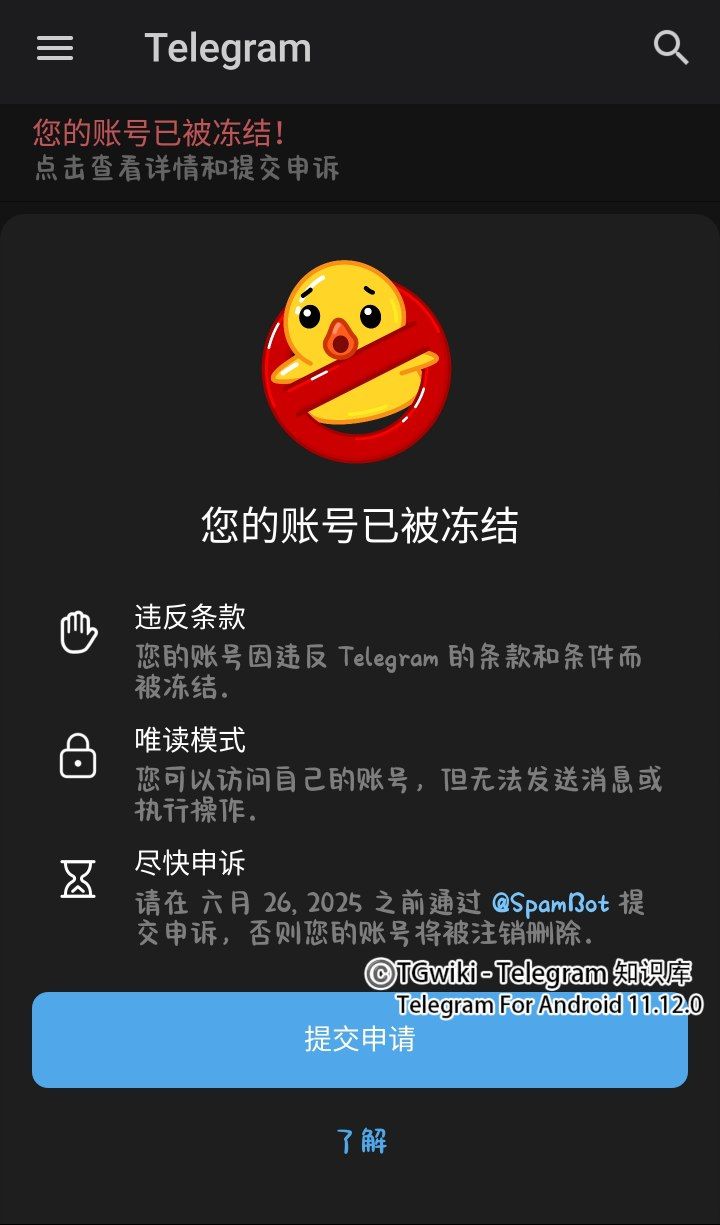 Telegram
您的账号已被冻结！
点击查看详情和提交申诉
您的账号已被冻结
违反条款
您的账号因违反 Telegram 的条款和条件而
被冻结.
唯读模式
您可以访问自己的账号，但无法发送消息或
执行操作.
尽快申诉
请在 六月 26, 2025 之前通过 @SpamBot 提
交申诉，否则您的账号将被注销删除.
©TGwiki - Telegram 知识库
Telegram For Android 11.12.0
提交申请
了解